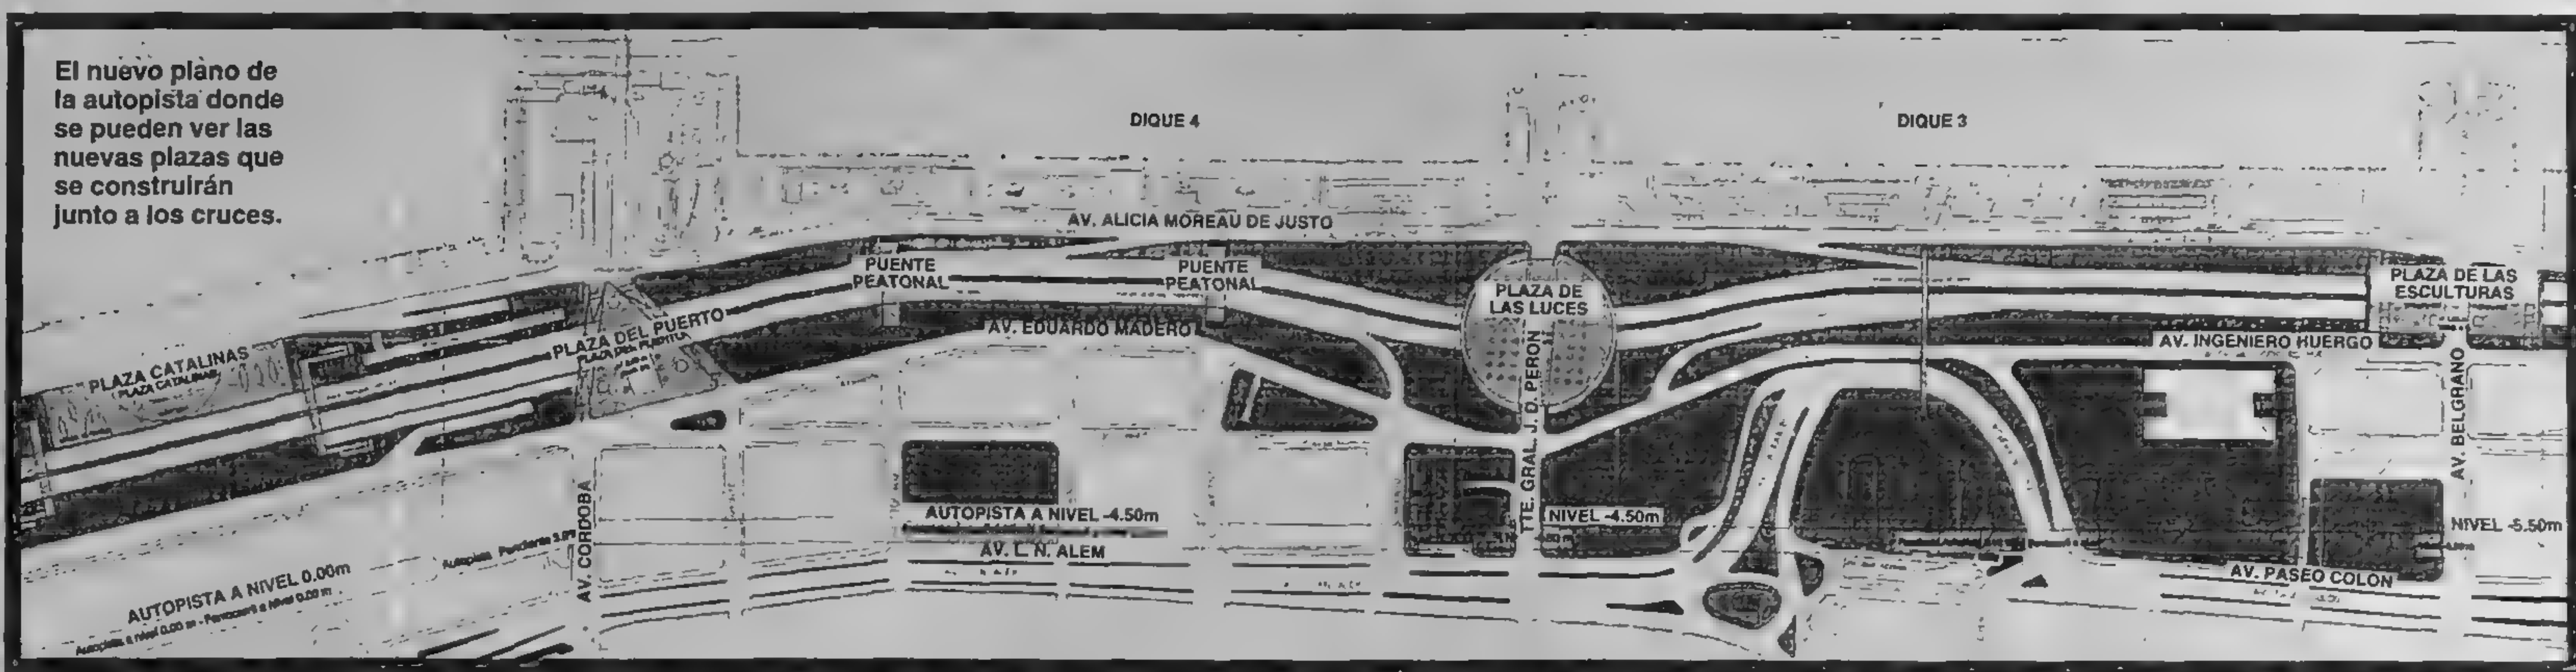 El nuevo plano de
la autopista donde
se pueden ver las
nuevas plazas que
se construirán
junto a los cruces.
DIQUE 4
DIQUE 3
AV. ALICIA MOREAU DE JUSTO
PUENTE
PEATONAL
PUENTE
PEATONAL
PLAZA DE
LAS LUCES
PLAZA DE LAS
ESCULTURAS
PLAZA DEL PUERTO
AV. EDUARDO MADERO
AV. INGENIERO HUERGO
PLAZA CATALINAS
PLAZA CATALINAS
TTE. GRAL. J. D. PERON
AV. BELGRANO
AV. CORDOBA
AUTOPISTA A NIVEL -4.50m
NIVEL -4.50m
NIVEL -5.50m
AV. L. N. ALEM
AV. PASEO COLON
AUTOPISTA A NIVEL 0.00m